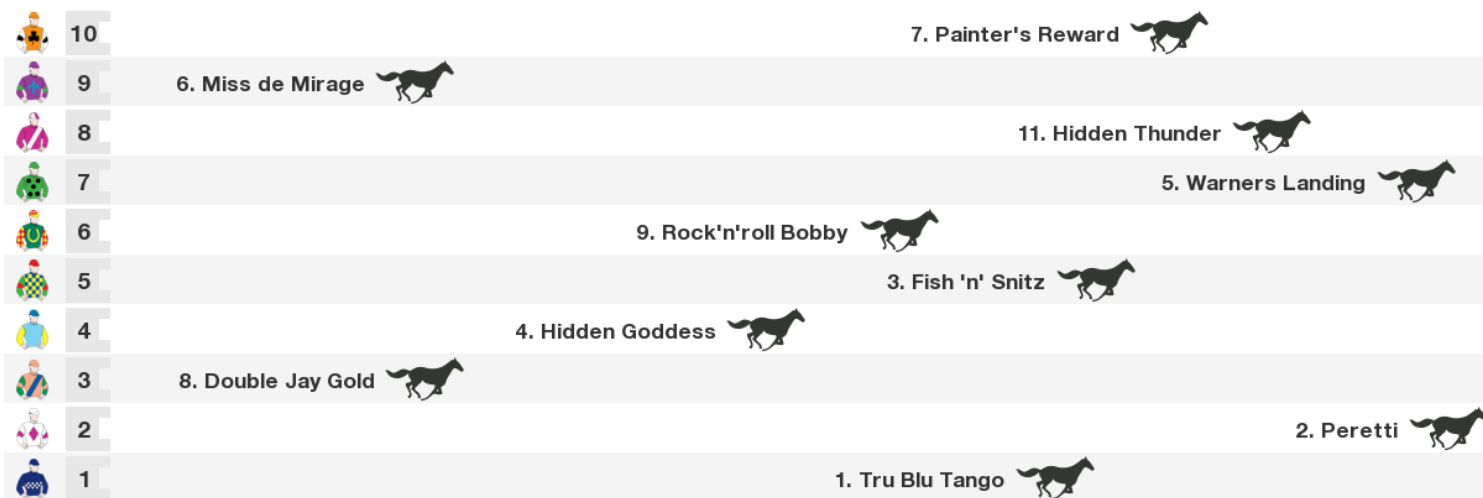 10 7. Painter's Reward
9 6. Miss de Mirage
8 11. Hidden Thunder
7 5. Warners Landing
6 9. Rock'n'roll Bobby
5 3. Fish 'n' Snitz
4 4. Hidden Goddess
3 8. Double Jay Gold
2 2. Peretti
1 1. Tru Blu Tango